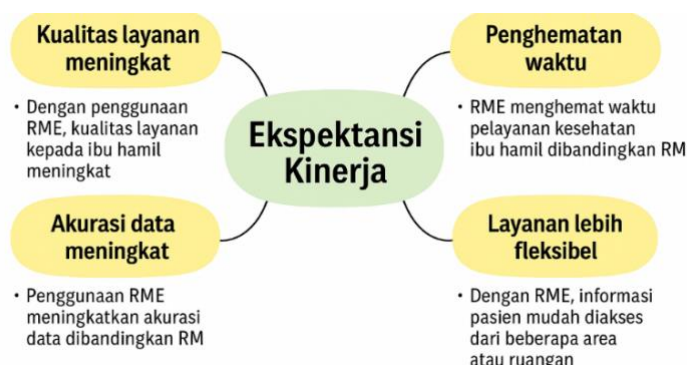 Kualitas layanan
meningkat
• Dengan penggunaan
RME, kualitas layanan
kepada ibu hamil
meningkat
Penghematan
waktu
• RME menghemat waktu
pelayanan kesehatan
ibu hamil dibandingkan RM
Ekspektansi
Kinerja
Akurasi data
meningkat
• Penggunaan RME
meningkatkan akurasi
data dibandingkan RM
Layanan lebih
fleksibel
• Dengan RME, informasi
pasien mudah diakses
dari beberapa area
atau ruangan